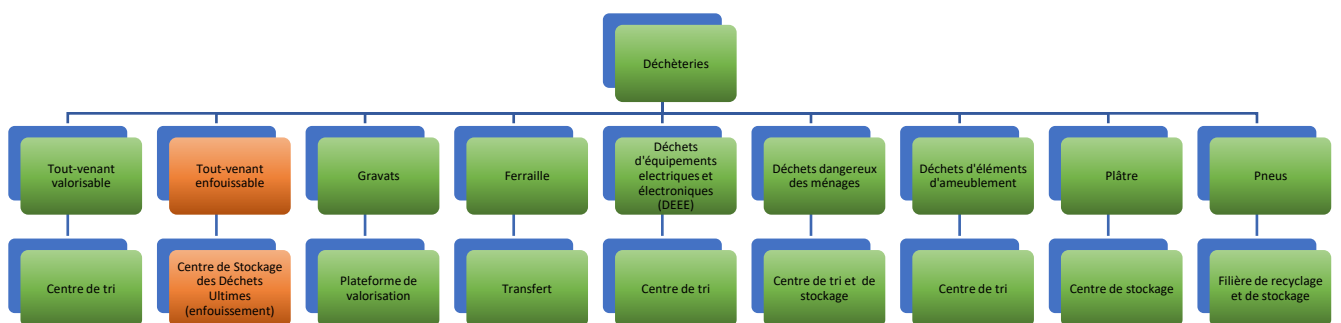 Déchèteries
Tout-venant
valorisable
Tout-venant
enfouissable
Gravats
Ferraille
Déchets
d'équipements
electriques et
électroniques
(DEEE)
Déchets dangereux
des ménages
Déchets d'éléments
d'ameublement
Plâtre
Pneus
Centre de tri
Centre de Stockage
des Déchets
Ultimes
(enfouissement)
Plateforme de
valorisation
Transfert
Centre de tri
Centre de tri et de
stockage
Centre de tri
Centre de stockage
Filière de recyclage
et de stockage